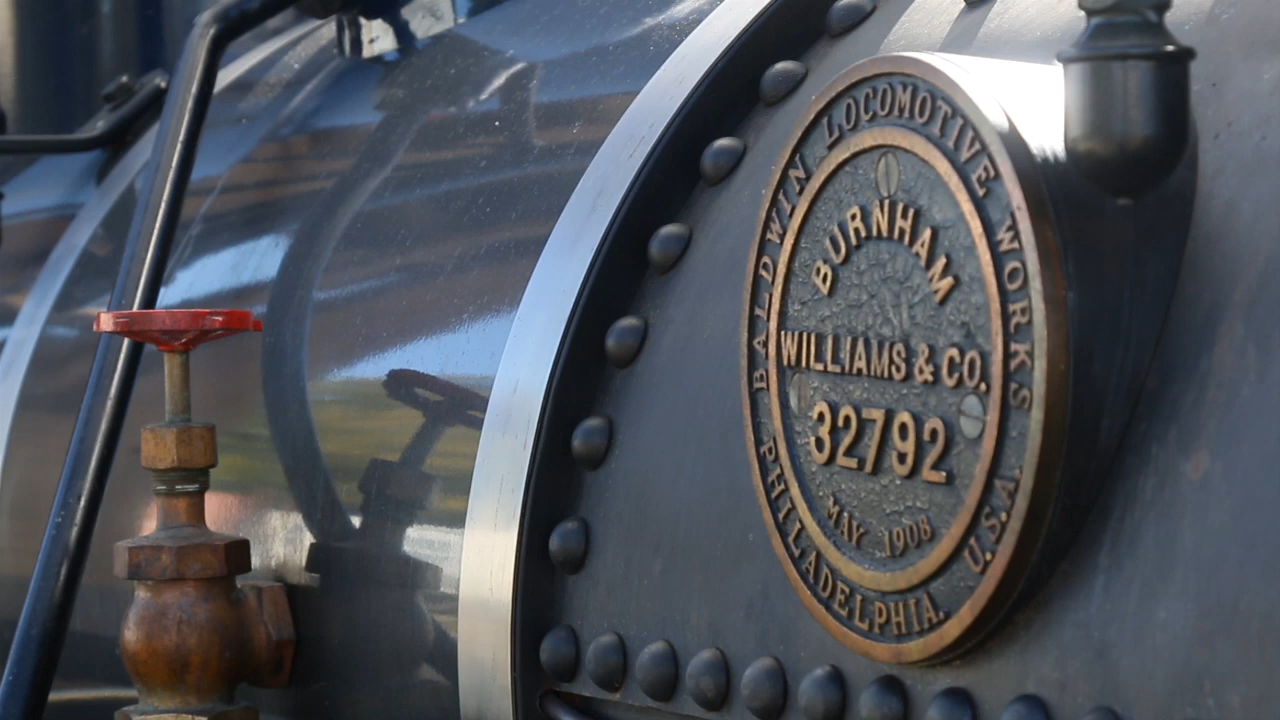 BALDWIN LOCOMOTIVE WORKS
BURNHAM
WILLIAMS & CO.
32792
MAY 1908
PHILADELPHIA. U.S.A.